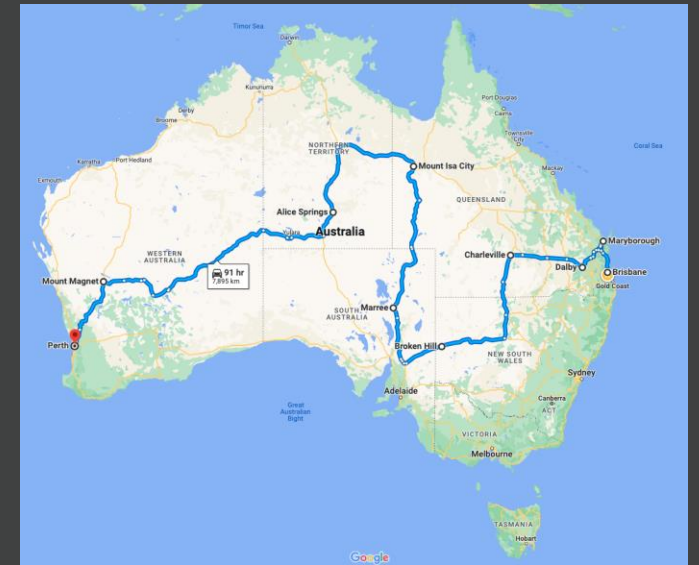 Timor Sea
Darwin
Kununurra
Derby
Broome
Port Douglas
Cairns
Townsville
City
Coral Sea
NORTHERN
TERRITORY
Karratha
Port Hedland
Exmouth
Mount Isa City
Mackay
QUEENSLAND
Alice Springs
Yulara
Australia
WESTERN
AUSTRALIA
Maryborough
Charleville
Dalby
Brisbane
Gold Coast
Mount Magnet
91 hr
7,895 km
SOUTH
AUSTRALIA
Marree
Perth
Broken Hill
NEW SOUTH
WALES
Sydney
Adelaide
Canberra
ACT
Great
Australian
Bight
VICTORIA
Melbourne
TASMANIA
Hobart
Google